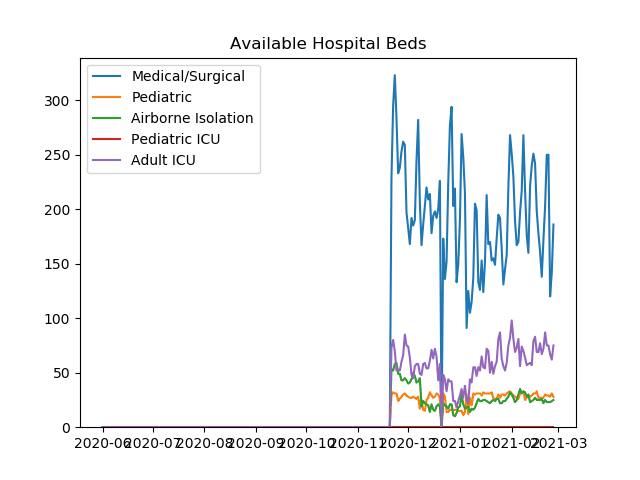 Available Hospital Beds
Medical/Surgical
Pediatric
Airborne Isolation
Pediatric ICU
Adult ICU
300
250
200
150
100
50
0
2020-06 2020-07 2020-08 2020-09 2020-10 2020-11 2020-12 2021-01 2021-02 2021-03